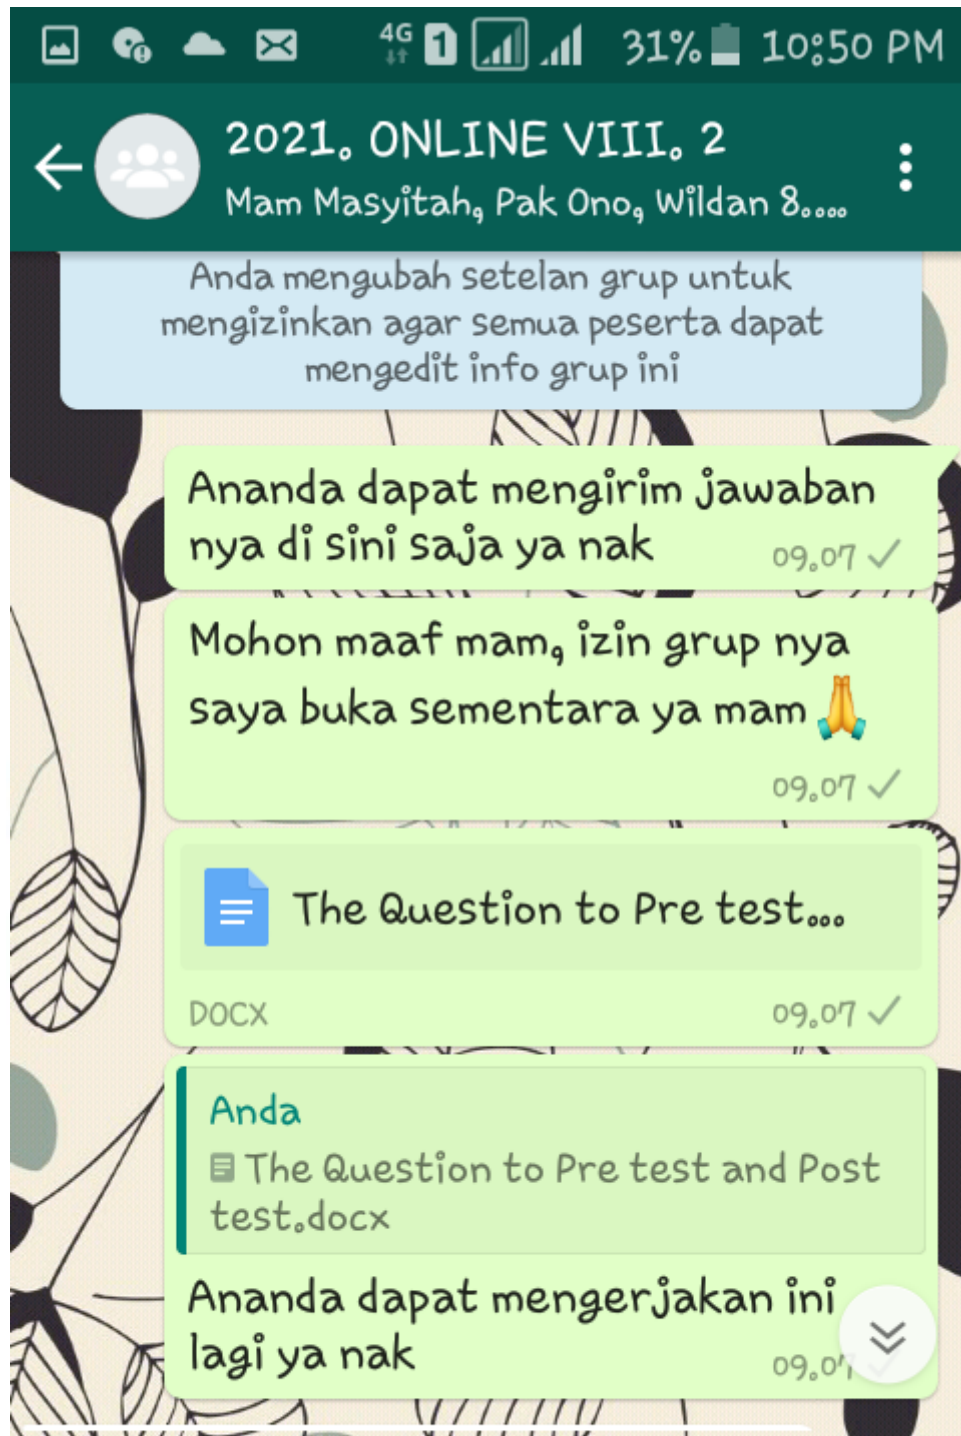 4G 1 31% 10:50 PM
2021. ONLINE VIII. 2
Mam Masyitah, Pak Ono, Wildan 8....
Anda mengubah setelan grup untuk
mengizinkan agar semua peserta dapat
mengedit info grup ini
Ananda dapat mengirim jawaban
nya di sini saja ya nak 09.07
Mohon maaf mam, izin grup nya
saya buka sementara ya mam🙏
09.07
The Question to Pre test...
DOCX 09.07
Anda
The Question to Pre test and Post
test.docx
Ananda dapat mengerjakan ini
lagi ya nak 09.07